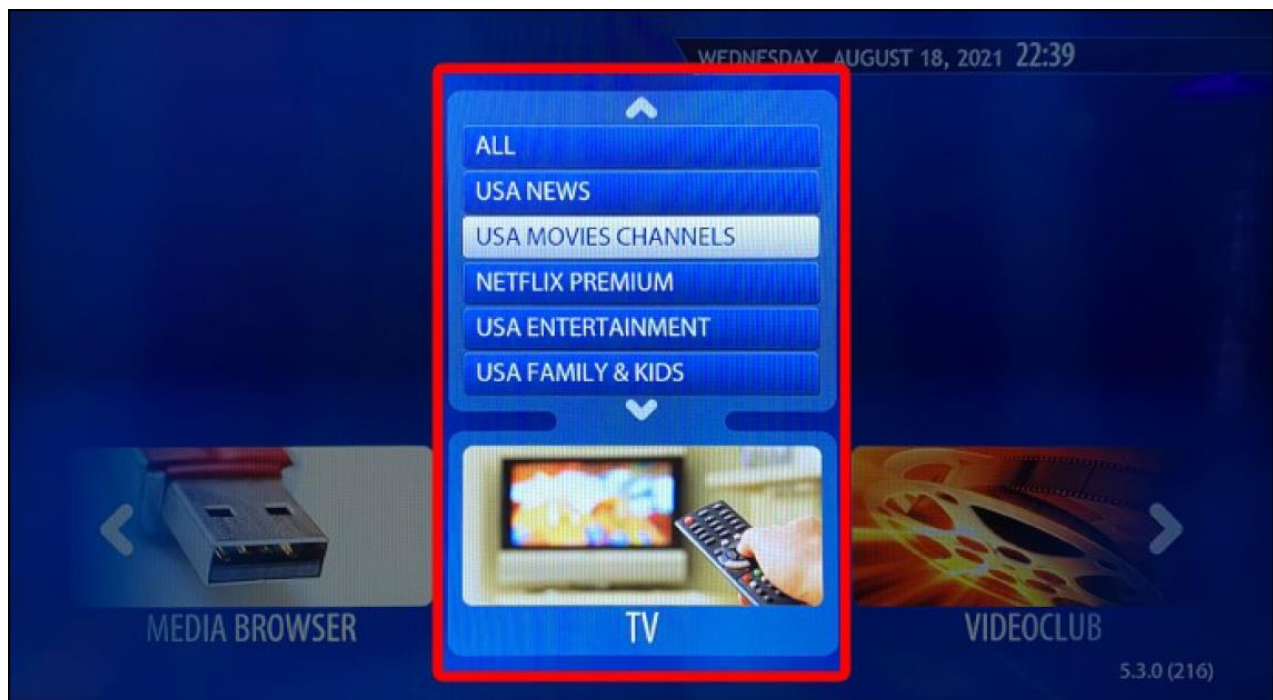 WEDNESDAY AUGUST 18, 2021 22:39
ALL
USA NEWS
USA MOVIES CHANNELS
NETFLIX PREMIUM
USA ENTERTAINMENT
USA FAMILY & KIDS
MEDIA BROWSER
TV
VIDEOCLUB
5.3.0 (216)